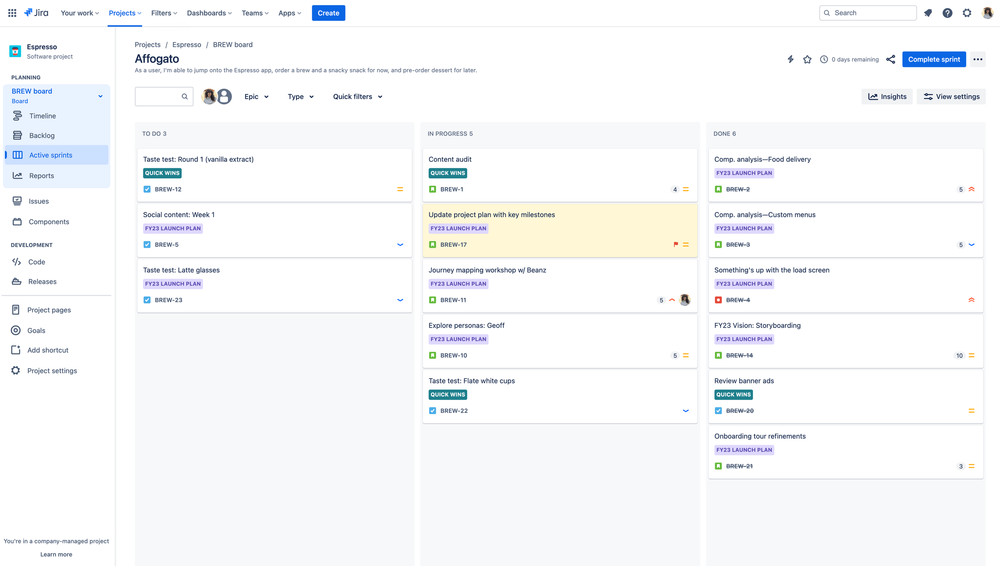 Jira
Your work
Projects
Filters
Dashboards
Teams
Apps
Create
Search
Espresso
Software project
PLANNING
BREW board
Board
Timeline
Backlog
Active sprints
Reports
Issues
Components
DEVELOPMENT
Code
Releases
Project pages
Goals
Add shortcut
Project settings
You're in a company-managed project
Learn more
Projects / Espresso / BREW board
Affogato
As a user, I'm able to jump onto the Espresso app, order a brew and a snacky snack for now, and pre-order dessert for later.
0 days remaining
Complete sprint
Epic
Type
Quick filters
Insights
View settings
TO DO 3
Taste test: Round 1 (vanilla extract)
QUICK WINS
BREW-12
Social content: Week 1
FY23 LAUNCH PLAN
BREW-5
Taste test: Latte glasses
FY23 LAUNCH PLAN
BREW-23
IN PROGRESS 5
Content audit
QUICK WINS
BREW-1 4
Update project plan with key milestones
FY23 LAUNCH PLAN
BREW-17
Journey mapping workshop w/ Beanz
FY23 LAUNCH PLAN
BREW-11 5
Explore personas: Geoff
FY23 LAUNCH PLAN
BREW-10 5
Taste test: Flate white cups
QUICK WINS
BREW-22
DONE 6
Comp. analysis—Food delivery
FY23 LAUNCH PLAN
BREW-2 5
Comp. analysis—Custom menus
FY23 LAUNCH PLAN
BREW-3 5
Something's up with the load screen
FY23 LAUNCH PLAN
BREW-4
FY23 Vision: Storyboarding
FY23 LAUNCH PLAN
BREW-14 10
Review banner ads
QUICK WINS
BREW-20
Onboarding tour refinements
FY23 LAUNCH PLAN
BREW-21 3